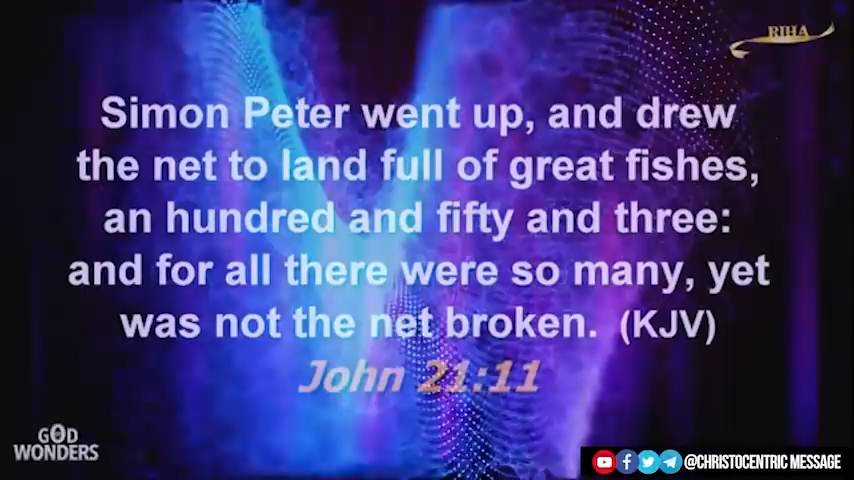 RIHA
Simon Peter went up, and drew
the net to land full of great fishes,
an hundred and fifty and three:
and for all there were so many, yet
was not the net broken. (KJV)
John 21:11
GOD
WONDERS
@CHRISTOCENTRIC MESSAGE